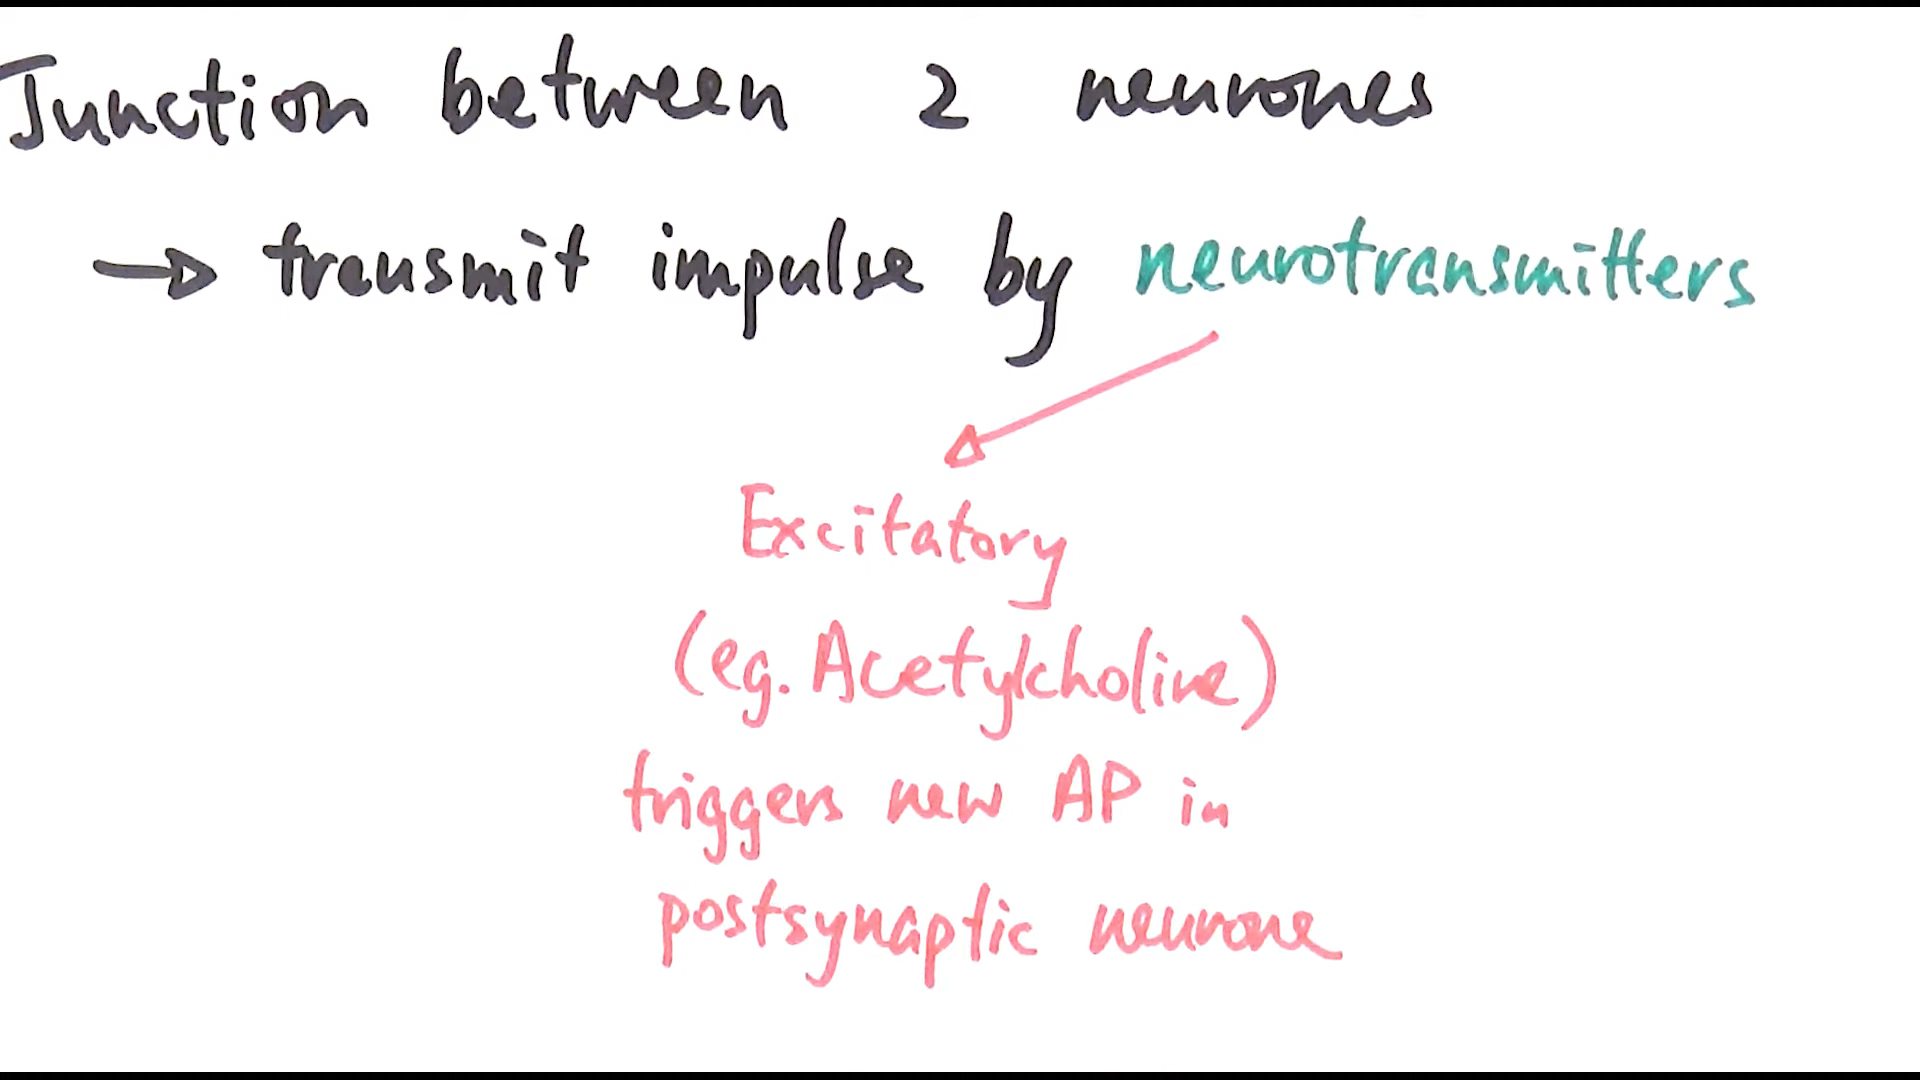 Junction between 2 neurones
transmit impulse by neurotransmitters
Excitatory
(eg. Acetylcholine)
triggers new AP in
postsynaptic neurone